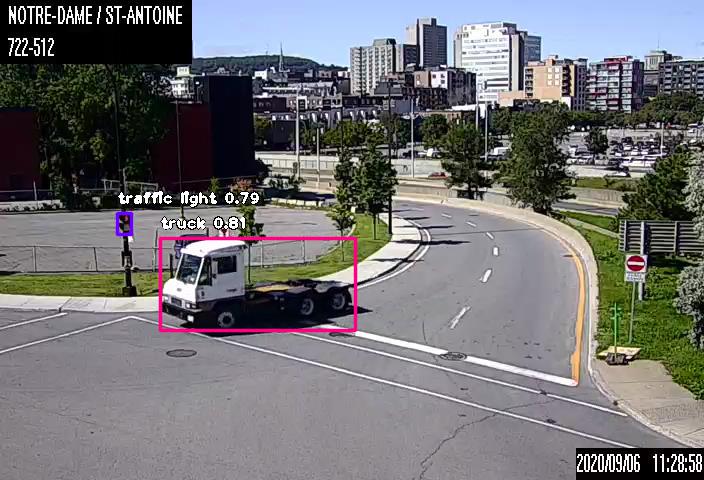 NOTRE-DAME / ST-ANTOINE
722-512
traffic light 0.79
truck 0.81
2020/09/06 11:28:58